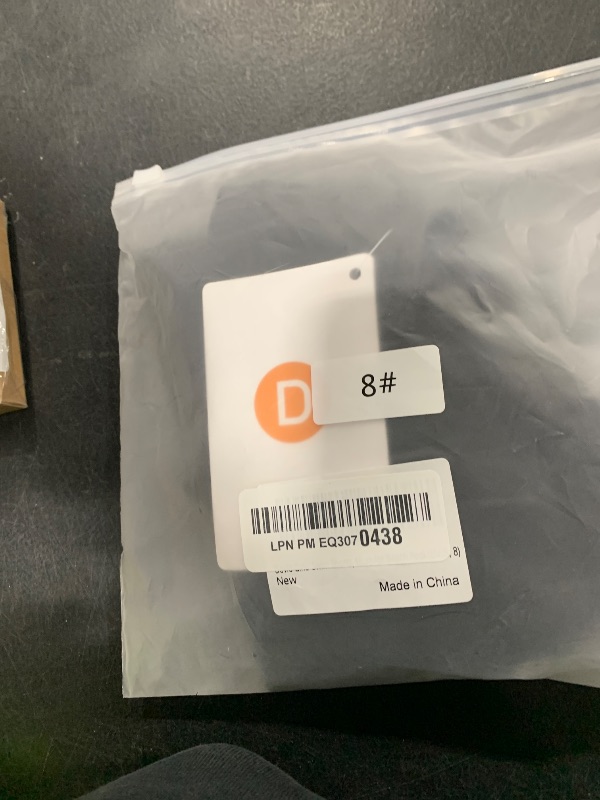 D
8#
LPN PM EQ3070438
, 8)
New
Made in China